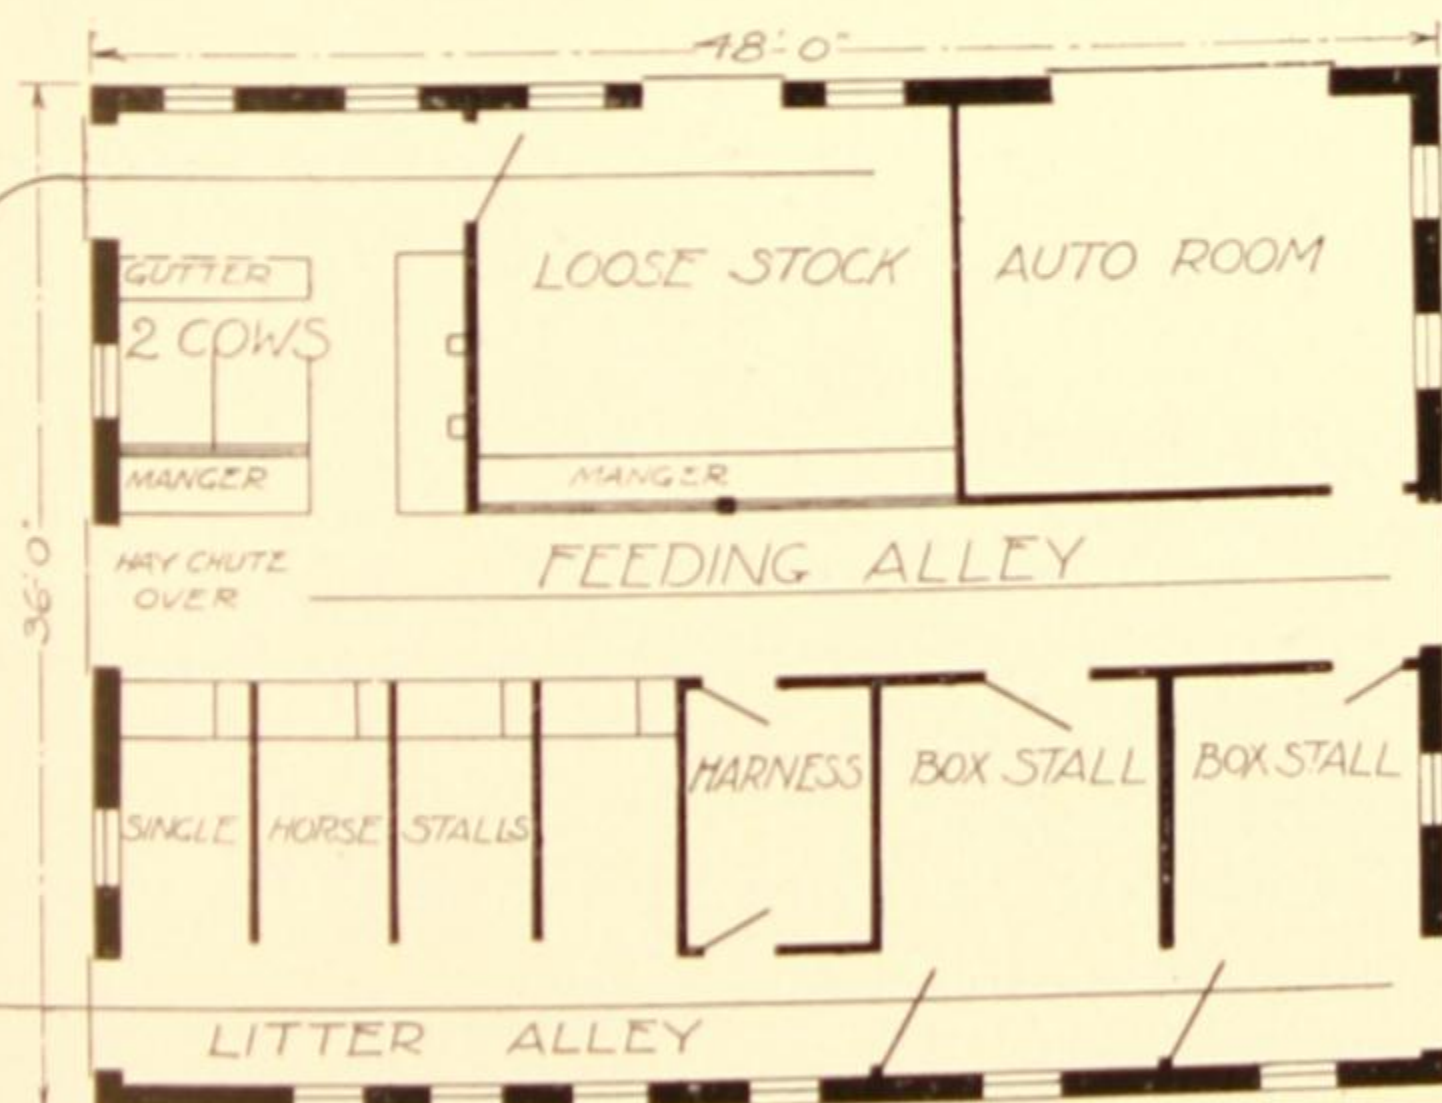 48'-0"
GUTTER
2 COWS
MANGER
LOOSE STOCK
MANGER
AUTO ROOM
36'-0"
HAY CHUTE
OVER
FEEDING ALLEY
SINGLE HORSE STALLS
HARNESS
BOX STALL
BOX STALL
LITTER ALLEY